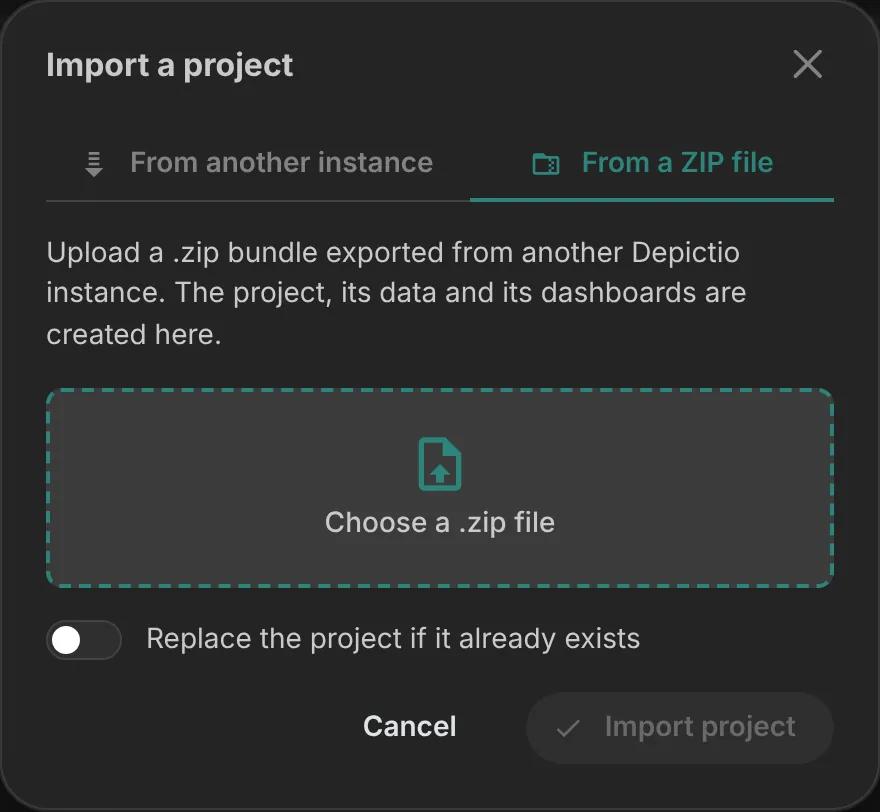 Import a project
From another instance
From a ZIP file
Upload a .zip bundle exported from another Depictio
instance. The project, its data and its dashboards are
created here.
Choose a .zip file
Replace the project if it already exists
Cancel
Import project